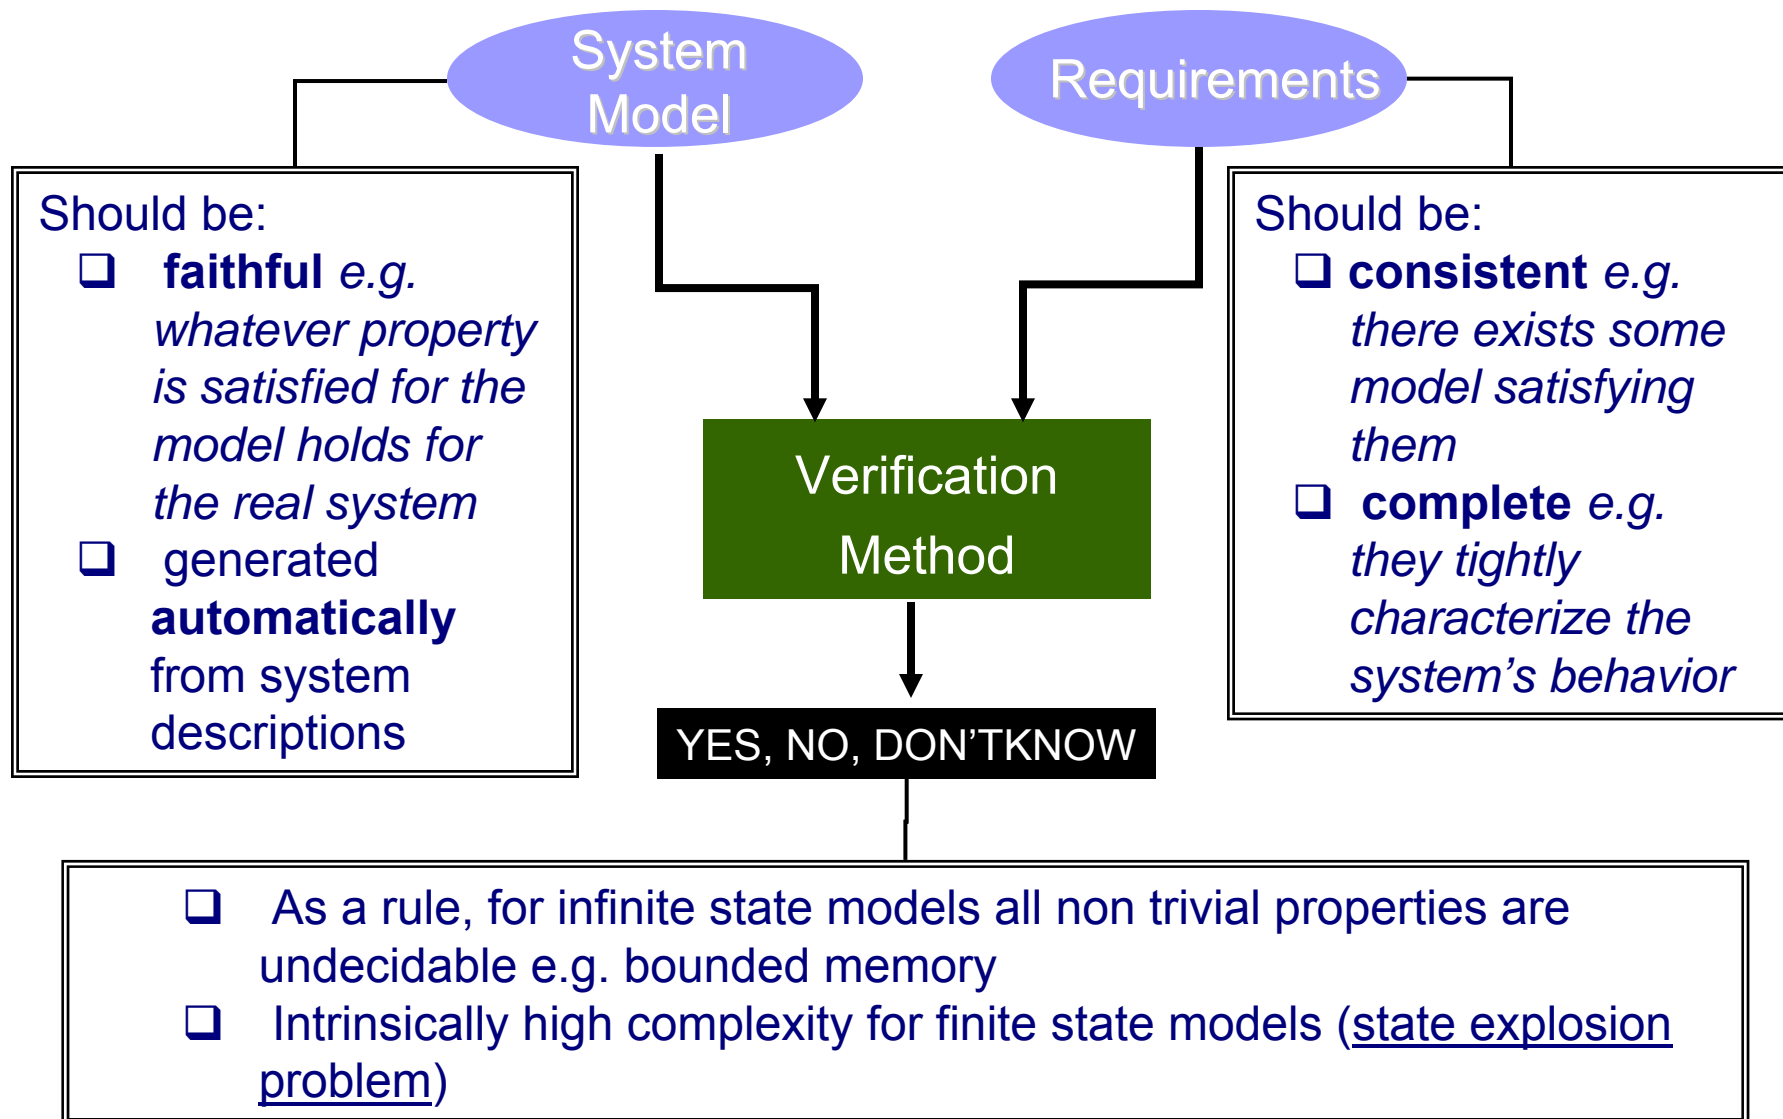 System
Model
Requirements
Should be:
❑ faithful e.g.
whatever property
is satisfied for the
model holds for
the real system
❑ generated
automatically
from system
descriptions
Should be:
❑ consistent e.g.
there exists some
model satisfying
them
❑ complete e.g.
they tightly
characterize the
system’s behavior
Verification
Method
YES, NO, DON’TKNOW
❑ As a rule, for infinite state models all non trivial properties are
undecidable e.g. bounded memory
❑ Intrinsically high complexity for finite state models (state explosion
problem)